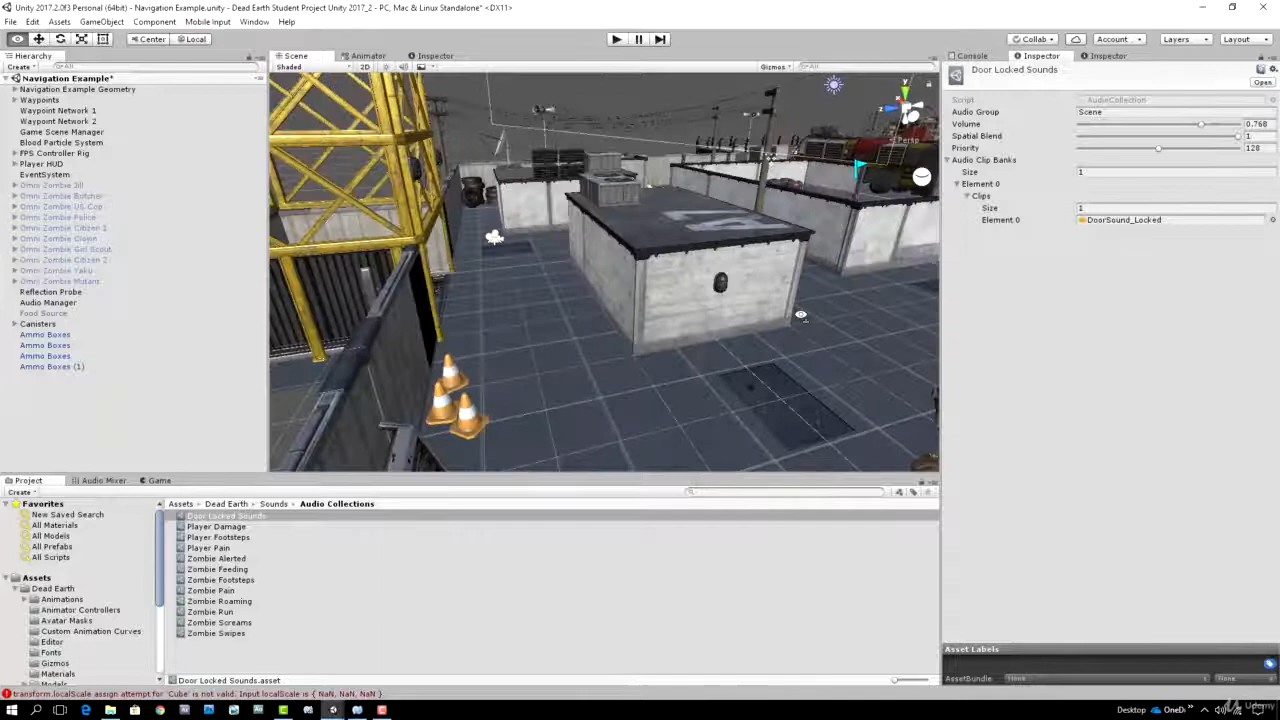 Unity 2017.2.0f3 Personal (64bit) - Navigation Example.unity - Dead Earth Student Project Unity 2017_2 - PC, Mac & Linux Standalone* <DX11>
File Edit Assets GameObject Component Mobile Input Window Help
Center Local Collab Account Layers Layout
Hierarchy
Create All
Navigation Example*
Navigation Example Geometry
Waypoints
Waypoint Network 1
Waypoint Network 2
Game Scene Manager
Blood Particle System
FPS Controller Rig
Player HUD
EventSystem
Omni Zombie Jill
Omni Zombie Butcher
Omni Zombie US Cop
Omni Zombie Police
Omni Zombie Citizen 1
Omni Zombie Girl Scout
Omni Zombie Citizen 2
Omni Zombie Yaku
Omni Zombie Mutant
Reflection Probe
Audio Manager
Food Source
Canisters
Ammo Boxes
Ammo Boxes
Ammo Boxes
Ammo Boxes (1)
Scene Animator Inspector
Shaded 2D Gizmos All
Persp
Console Inspector Inspector
Door Locked Sounds
Open
Script AudioCollection
Audio Group Scene
Volume 0.768
Spatial Blend 1
Priority 128
Audio Clip Banks
Size 1
Element 0
Clips
Size 1
Element 0 DoorSound_Locked
Asset Labels
AssetBundle None None
Project Audio Mixer Game
Create
Favorites
New Saved Search
All Materials
All Models
All Prefabs
All Scripts
Assets
Dead Earth
Animations
Animator Controllers
Avatar Masks
Custom Animation Curves
Editor
Fonts
Gizmos
Materials
Models
Assets Dead Earth Sounds Audio Collections
Door Locked Sounds
Player Damage
Player Footsteps
Player Pain
Zombie Alerted
Zombie Feeding
Zombie Footsteps
Zombie Pain
Zombie Roaming
Zombie Run
Zombie Screams
Zombie Swipes
Door Locked Sounds.asset
transform.localScale assign attempt for 'Cube' is not valid. Input localScale is { NaN, NaN, NaN }.
Desktop OneDri
Udemy